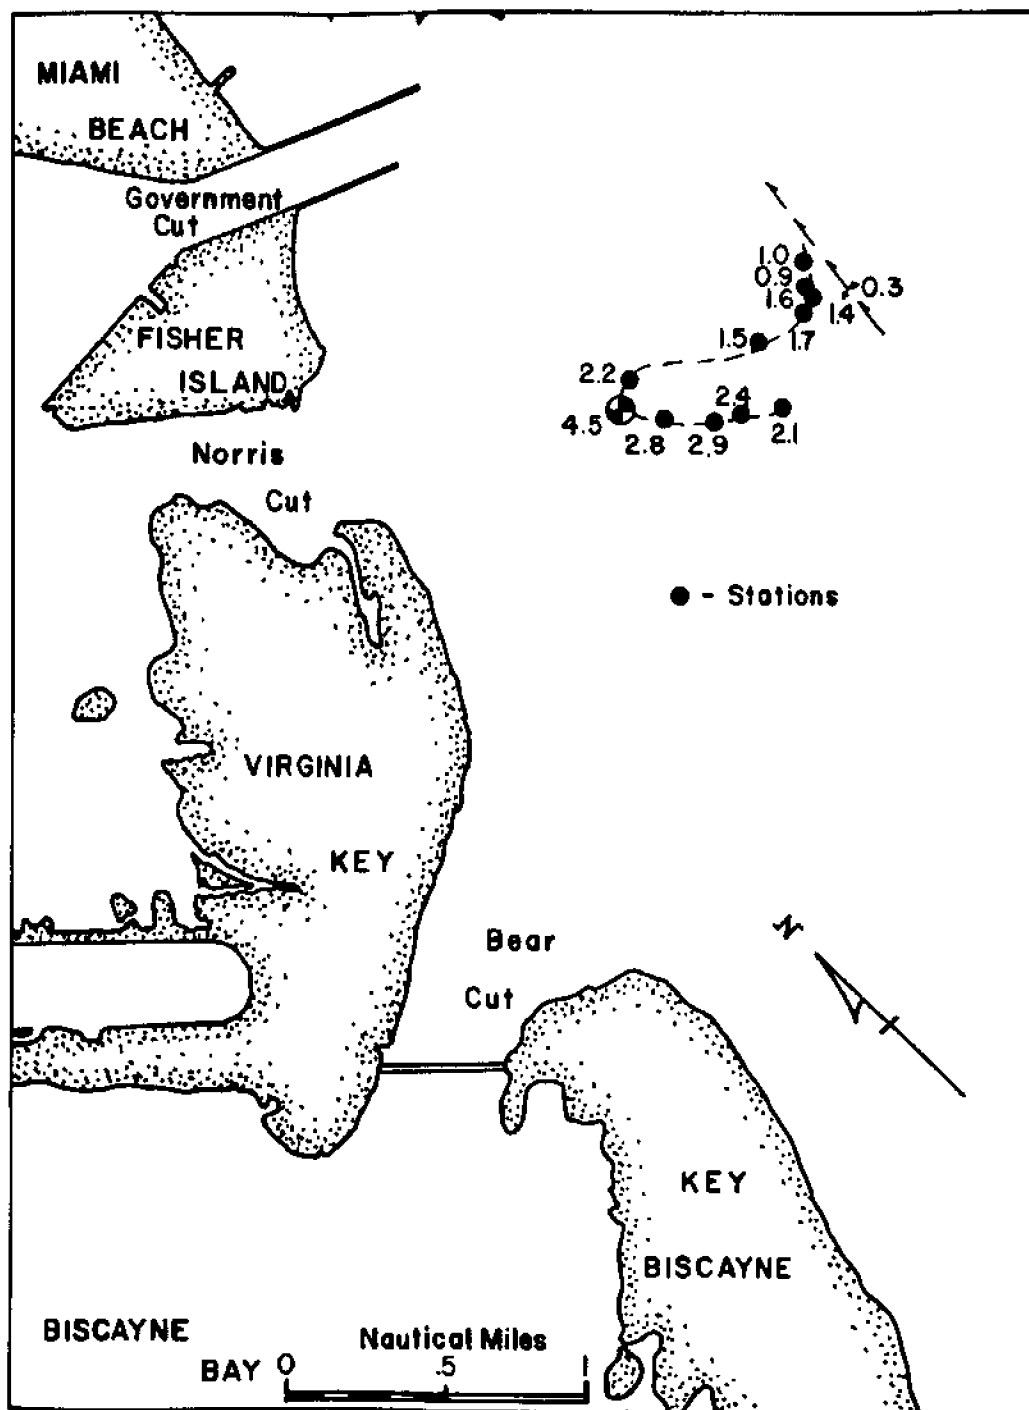 MIAMI
BEACH
Government
Cut
FISHER
ISLAND
Norris
Cut
1.0
0.9
1.6
0.3
1.4
1.7
1.5
2.2
4.5
2.8
2.9
2.4
2.1
- Stations
VIRGINIA
KEY
Bear
Cut
N
KEY
BISCAYNE
BISCAYNE
BAY
Nautical Miles
0 .5 1